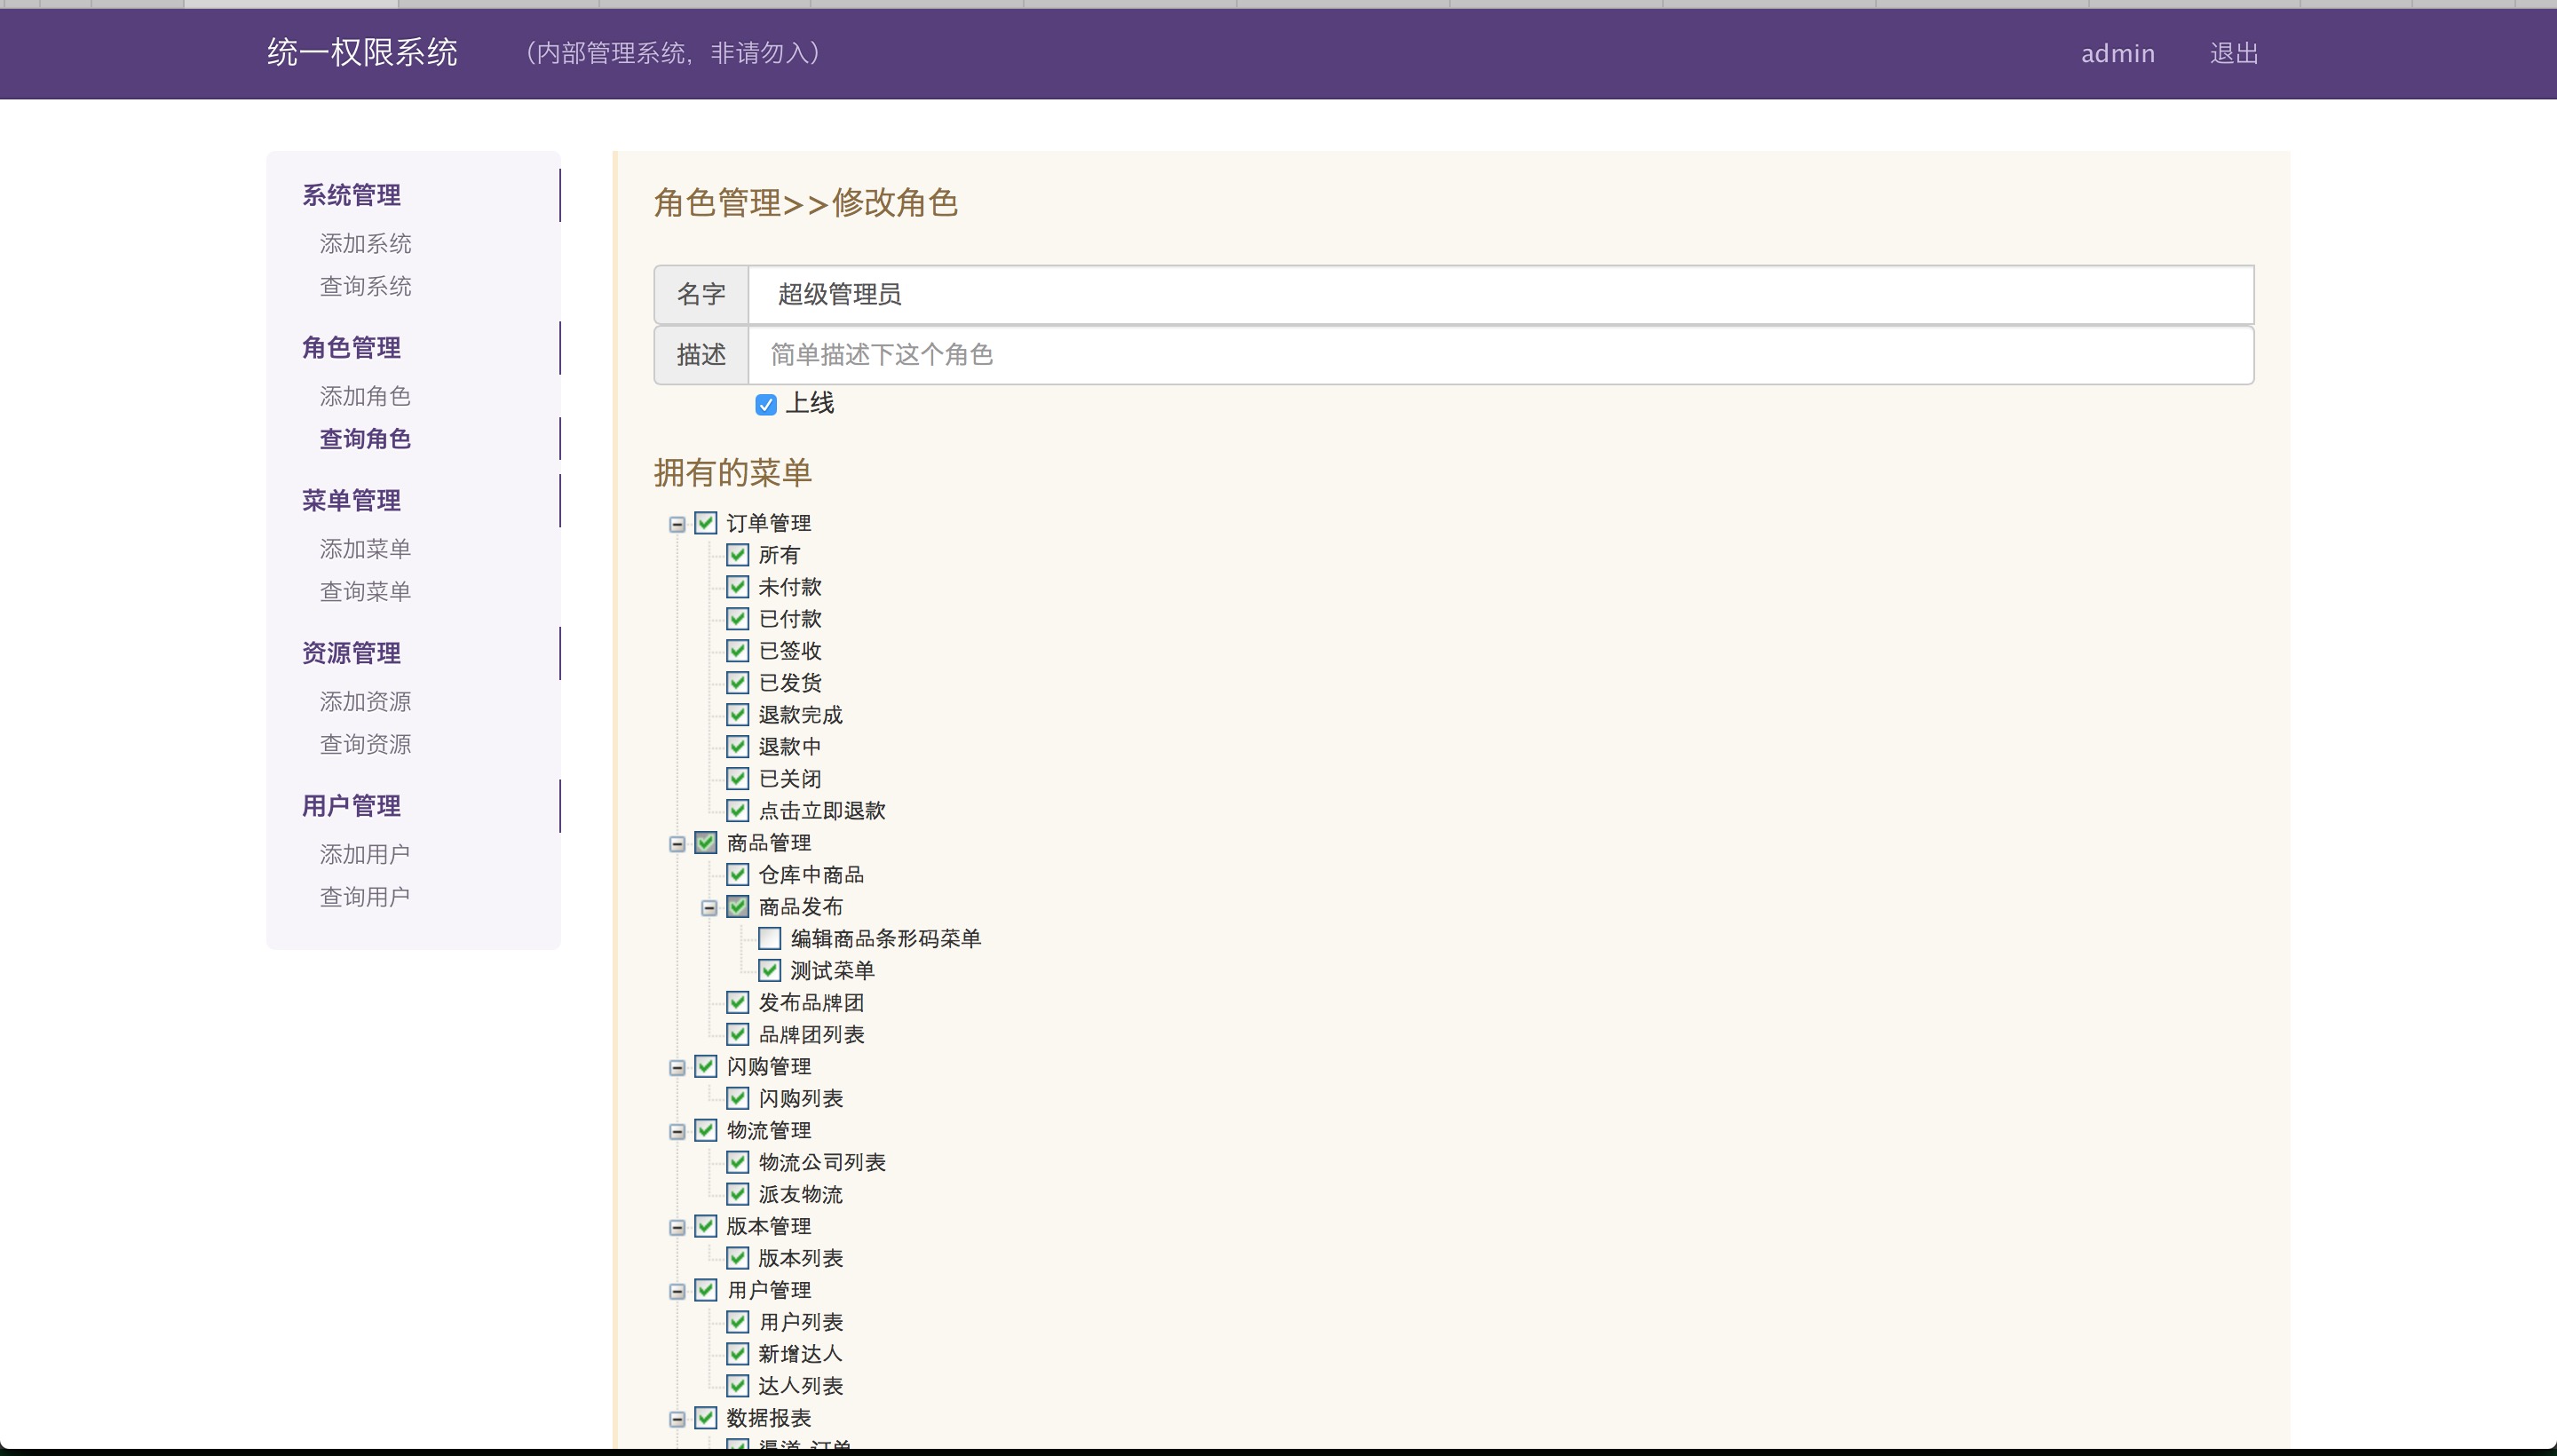 统一权限系统 （内部管理系统，非请勿入） admin 退出
系统管理
添加系统
查询系统
角色管理
添加角色
查询角色
菜单管理
添加菜单
查询菜单
资源管理
添加资源
查询资源
用户管理
添加用户
查询用户
角色管理>>修改角色
名字 超级管理员
描述 简单描述下这个角色
上线
拥有的菜单
订单管理
所有
未付款
已付款
已签收
已发货
退款完成
退款中
已关闭
点击立即退款
商品管理
仓库中商品
商品发布
编辑商品条形码菜单
测试菜单
发布品牌团
品牌团列表
闪购管理
闪购列表
物流管理
物流公司列表
派友物流
版本管理
版本列表
用户管理
用户列表
新增达人
达人列表
数据报表